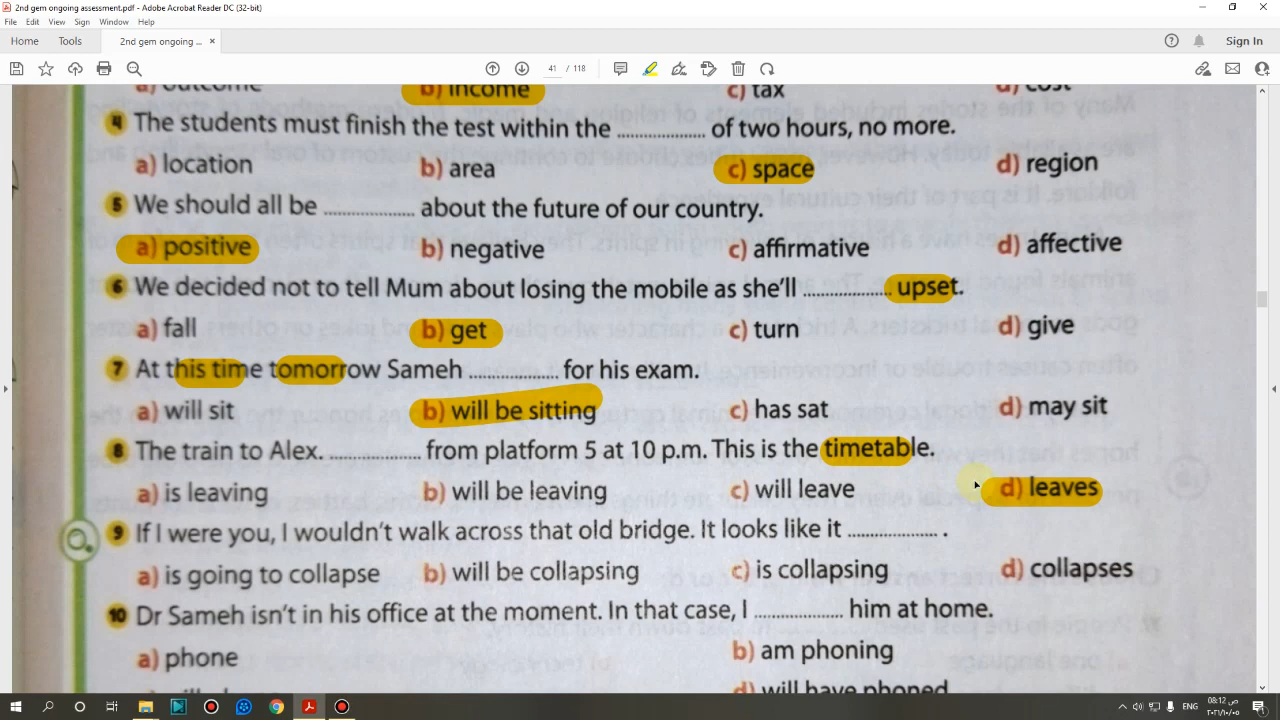 2nd gem ongoing assessment.pdf - Adobe Acrobat Reader DC (32-bit)
File Edit View Sign Window Help
Home Tools 2nd gem ongoing ... × Sign In
41 / 118
a) outcome b) income c) tax d) cost
4 The students must finish the test within the .................... of two hours, no more.
a) location b) area c) space d) region
5 We should all be .................... about the future of our country.
a) positive b) negative c) affirmative d) affective
6 We decided not to tell Mum about losing the mobile as she'll .................... upset.
a) fall b) get c) turn d) give
7 At this time tomorrow Sameh .................... for his exam.
a) will sit b) will be sitting c) has sat d) may sit
8 The train to Alex. .................... from platform 5 at 10 p.m. This is the timetable.
a) is leaving b) will be leaving c) will leave d) leaves
9 If I were you, I wouldn't walk across that old bridge. It looks like it .................... .
a) is going to collapse b) will be collapsing c) is collapsing d) collapses
10 Dr Sameh isn't in his office at the moment. In that case, I .................... him at home.
a) phone b) am phoning
d) will have phoned
ENG 08:12 ص